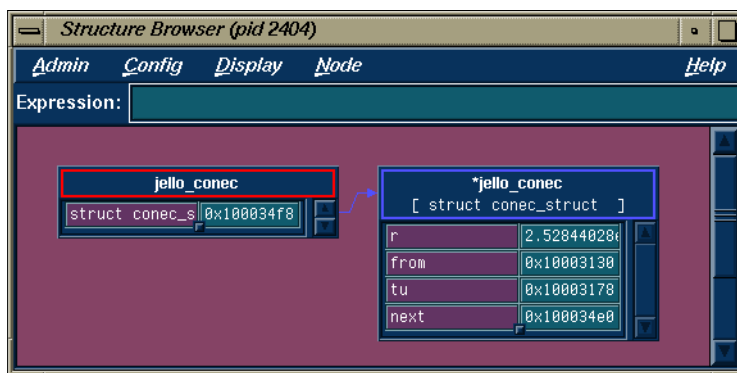 Structure Browser (pid 2404)
Admin Config Display Node Help
Expression:
jello_conec
struct conec_s 0x100034f8
*jello_conec
[ struct conec_struct ]
r 2.52844028e
from 0x10003130
tu 0x10003178
next 0x100034e0